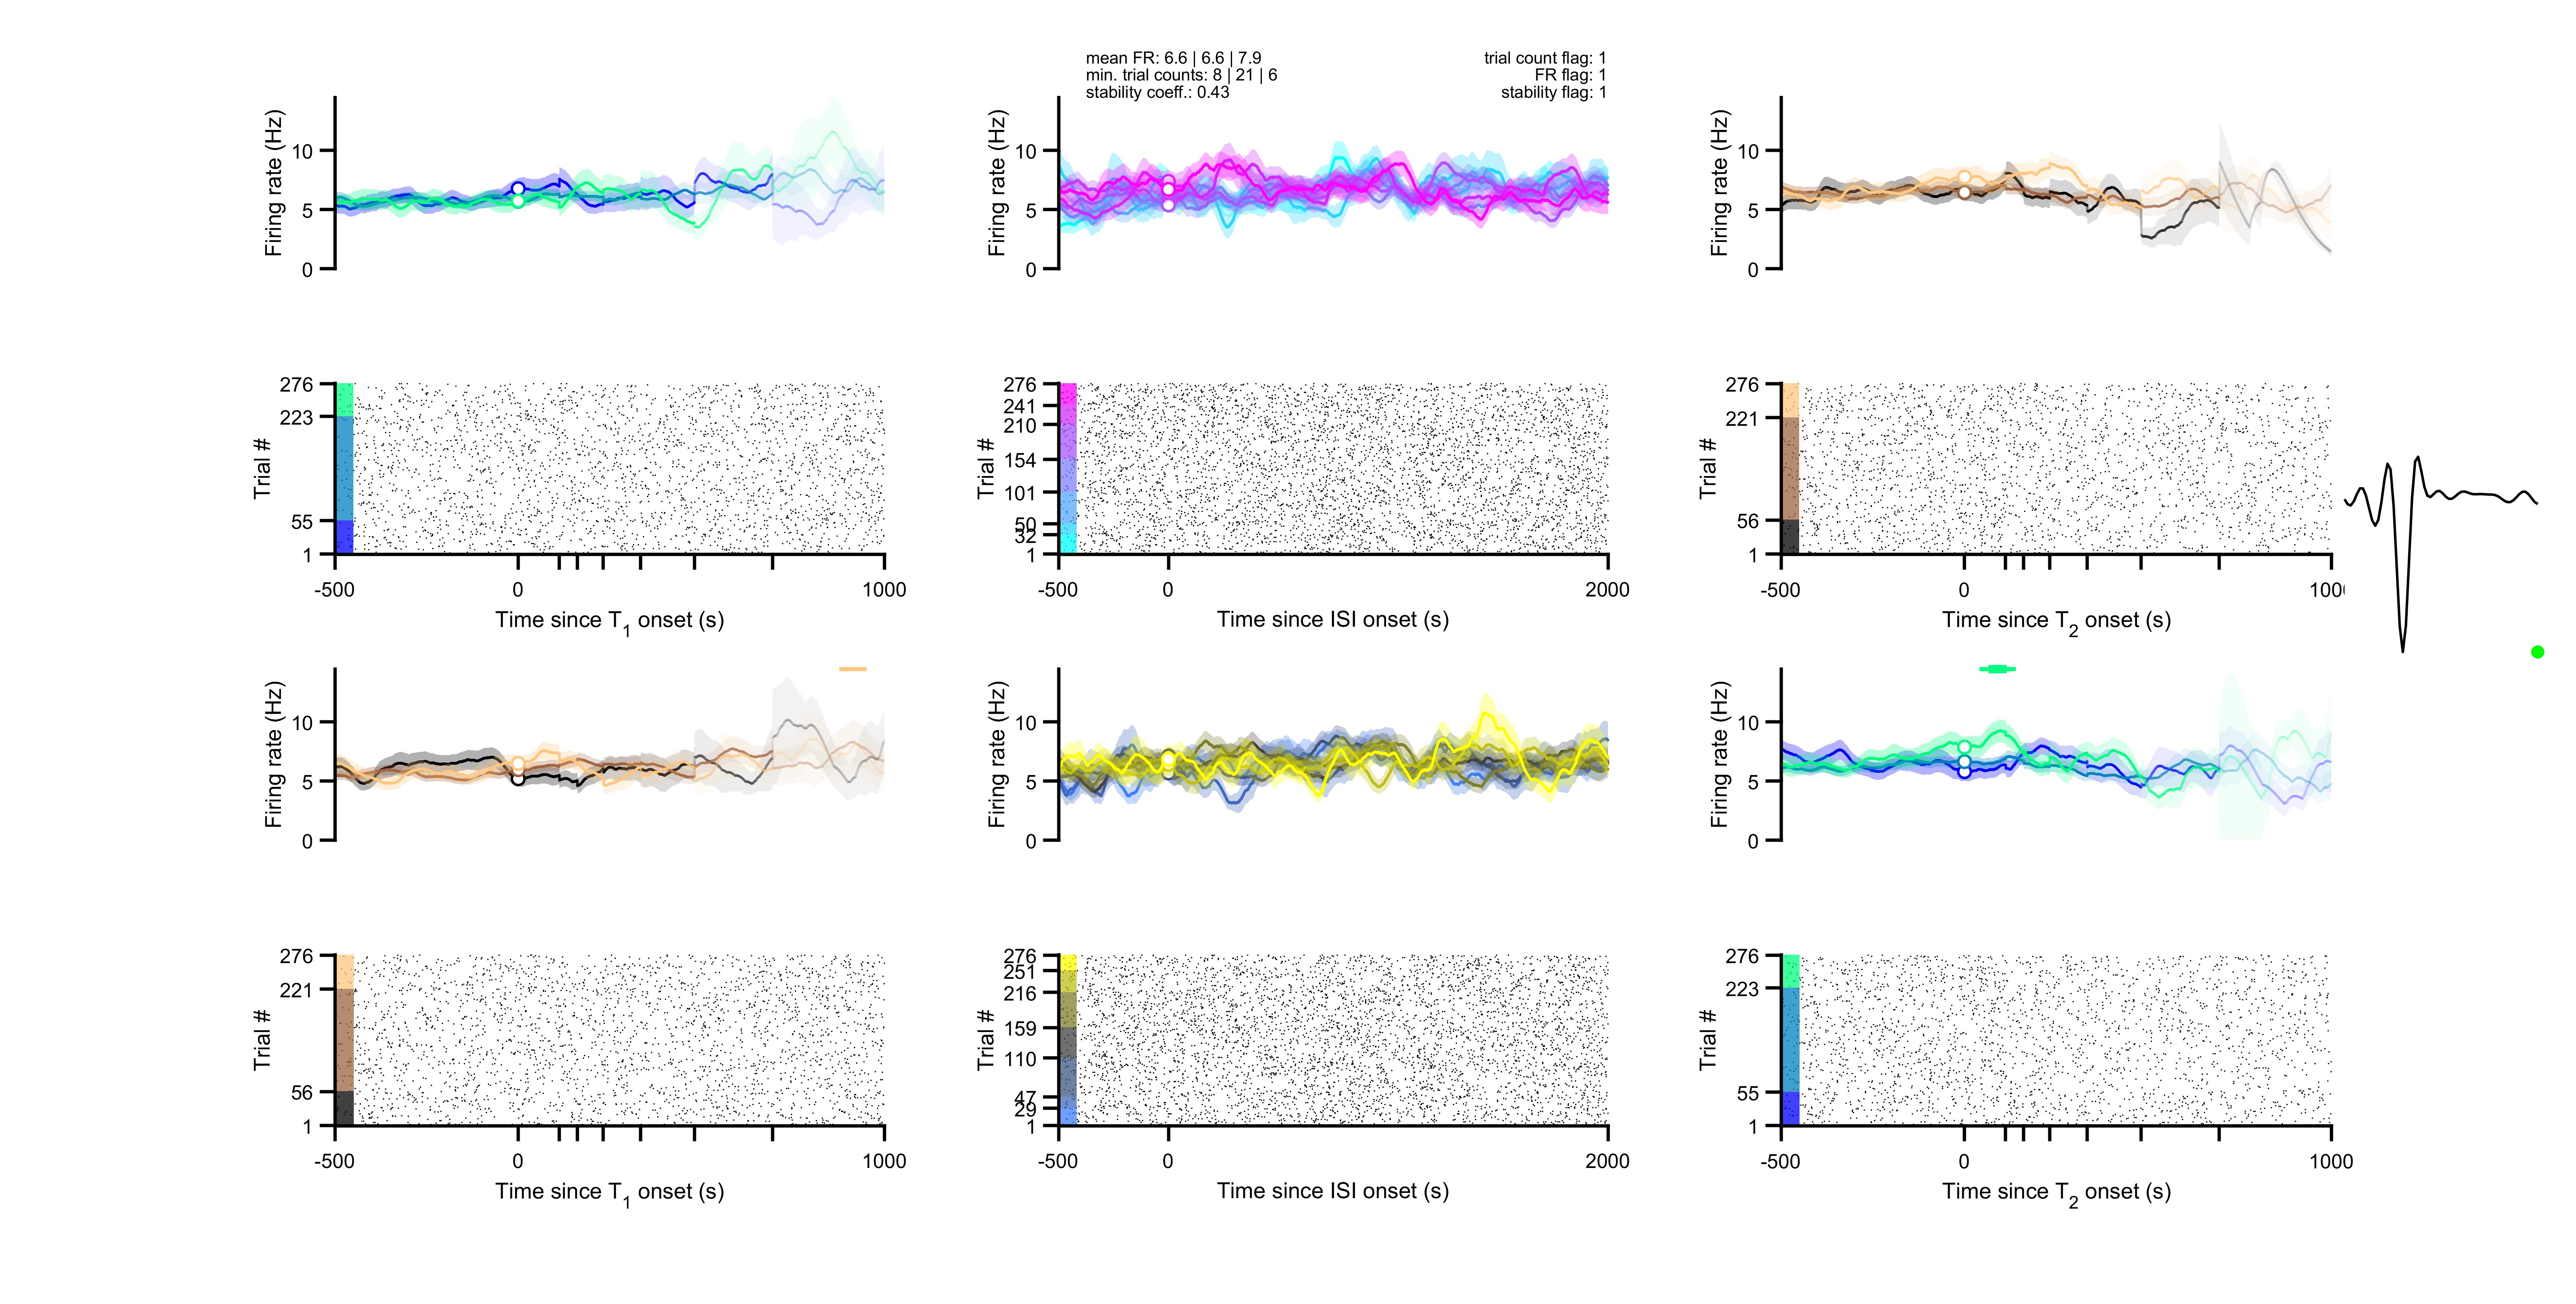 mean FR: 6.6 | 6.6 | 7.9
min. trial counts: 8 | 21 | 6
stability coeff.: 0.43
trial count flag: 1
FR flag: 1
stability flag: 1
Firing rate (Hz)
10
5
0
Firing rate (Hz)
10
5
0
Firing rate (Hz)
10
5
0
Trial #
276
223
55
1
-500 0 1000
Time since T1 onset (s)
Trial #
276
241
210
154
101
50
32
1
-500 0 2000
Time since ISI onset (s)
Trial #
276
221
56
1
-500 0 1000
Time since T2 onset (s)
Firing rate (Hz)
10
5
0
Firing rate (Hz)
10
5
0
Firing rate (Hz)
10
5
0
Trial #
276
221
56
1
-500 0 1000
Time since T1 onset (s)
Trial #
276
251
216
159
110
47
29
1
-500 0 2000
Time since ISI onset (s)
Trial #
276
223
55
1
-500 0 1000
Time since T2 onset (s)